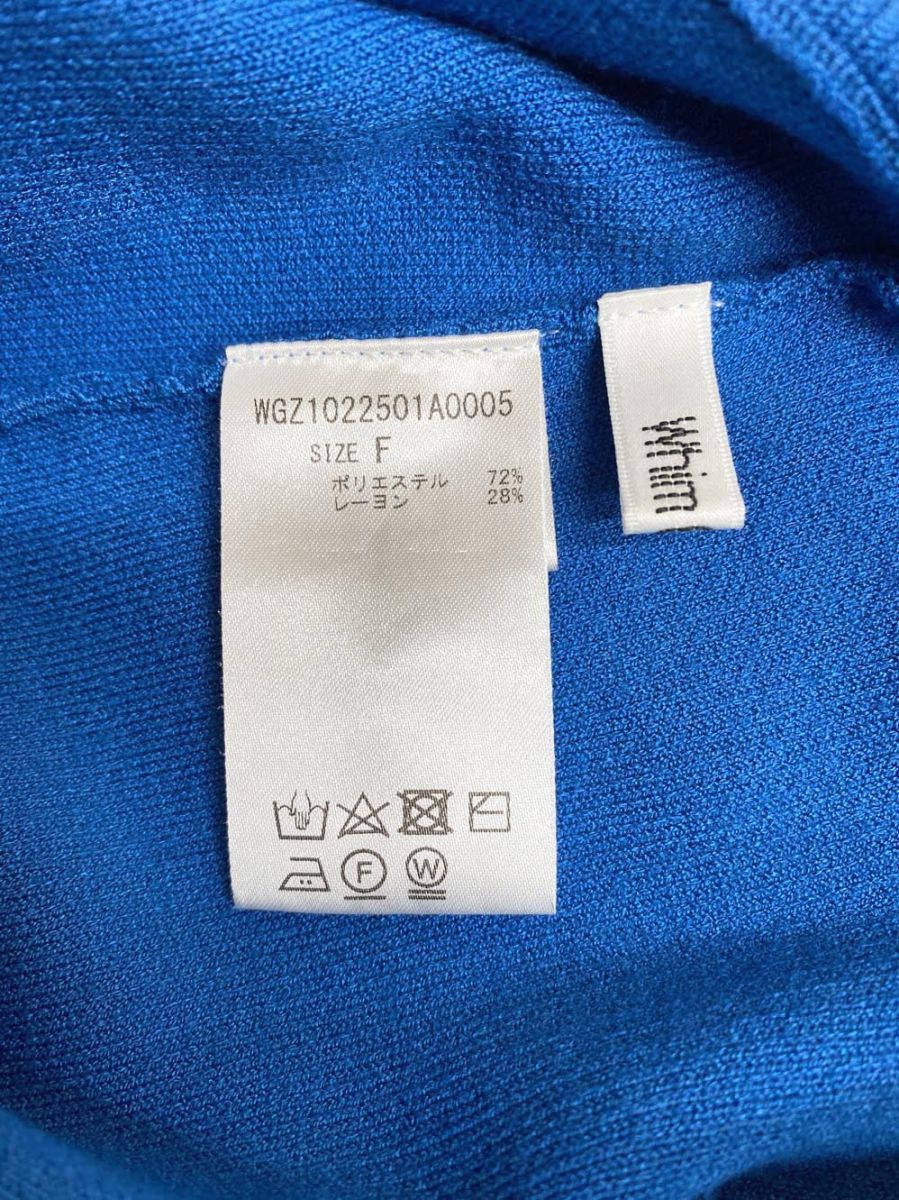 WGZ1022501A0005
SIZE F
ポリエステル 72%
レーヨン 28%
F W
Whim